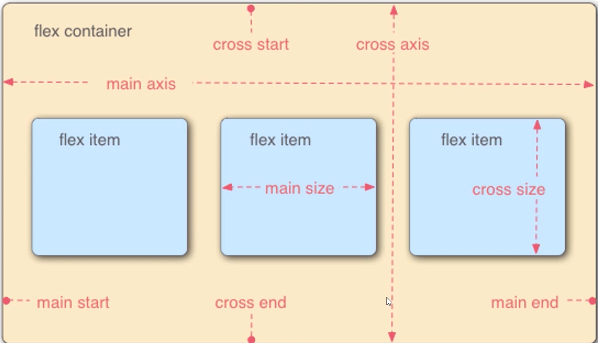 flex container
cross start
cross axis
main axis
flex item
flex item
flex item
main size
cross size
main start
cross end
main end